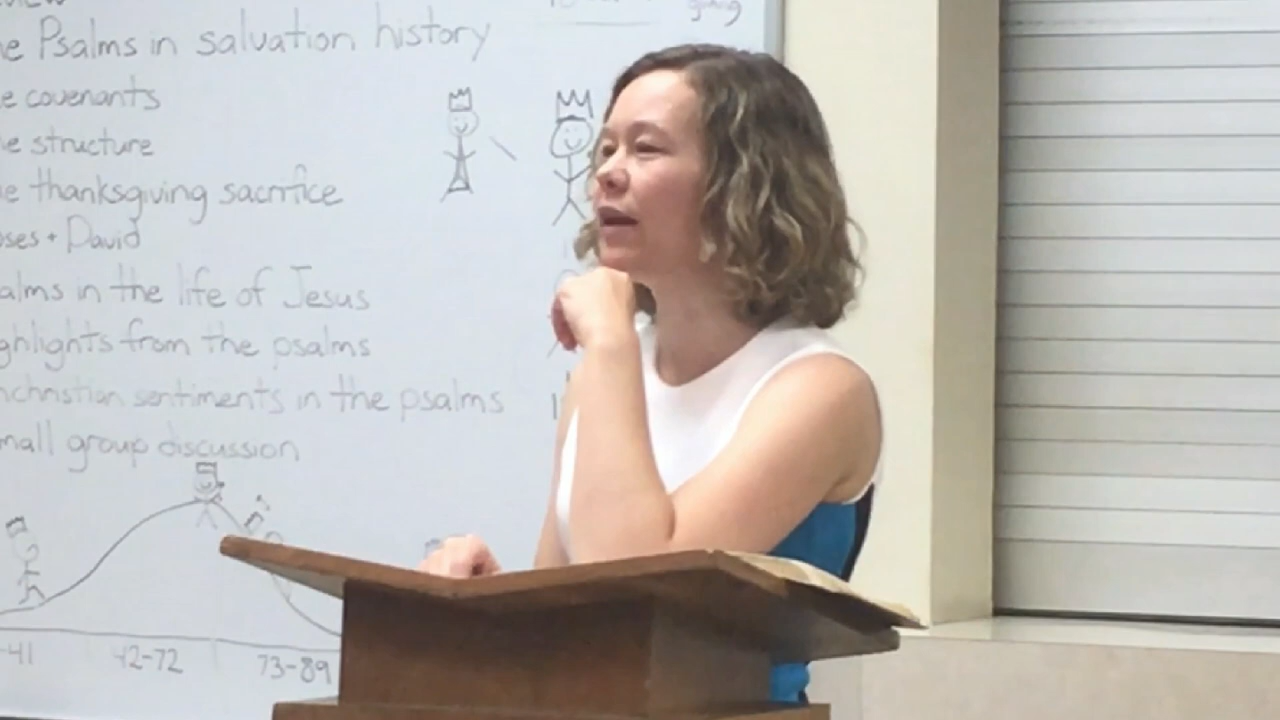 e Psalms in salvation history
e covenants
e structure
e thanksgiving sacrifice
oses + David
alms in the life of Jesus
ghlights from the psalms
nchristian sentiments in the psalms
mall group discussion
-41 42-72 73-89